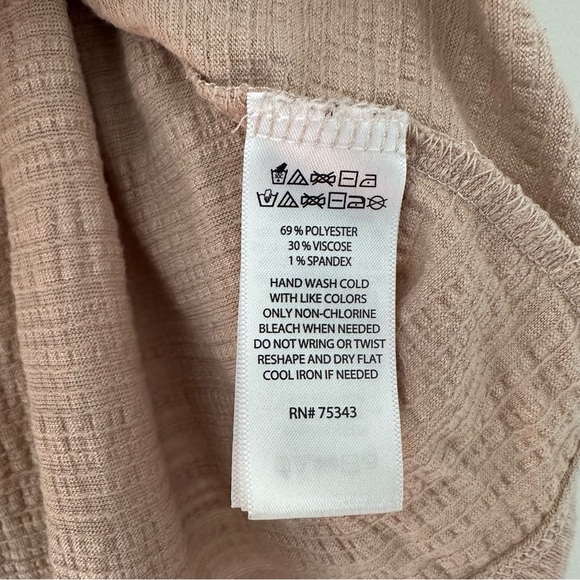 69 % POLYESTER
30 % VISCOSE
1 % SPANDEX
HAND WASH COLD
WITH LIKE COLORS
ONLY NON-CHLORINE
BLEACH WHEN NEEDED
DO NOT WRING OR TWIST
RESHAPE AND DRY FLAT
COOL IRON IF NEEDED
RN# 75343